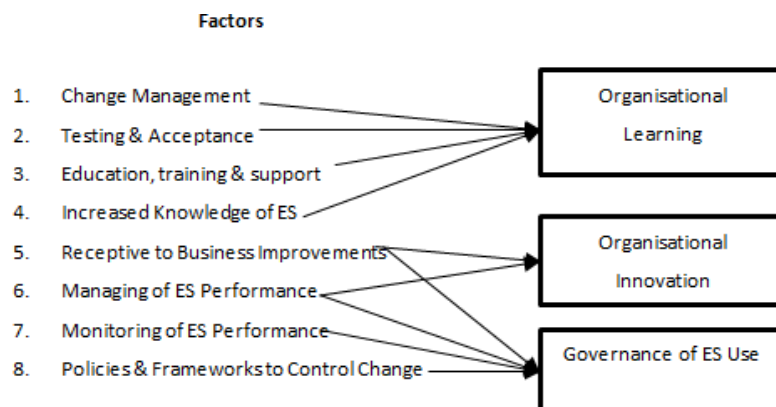 Factors
1. Change Management
2. Testing & Acceptance
3. Education, training & support
4. Increased Knowledge of ES
5. Receptive to Business Improvements
6. Managing of ES Performance
7. Monitoring of ES Performance
8. Policies & Frameworks to Control Change
Organisational
Learning
Organisational
Innovation
Governance of ES Use